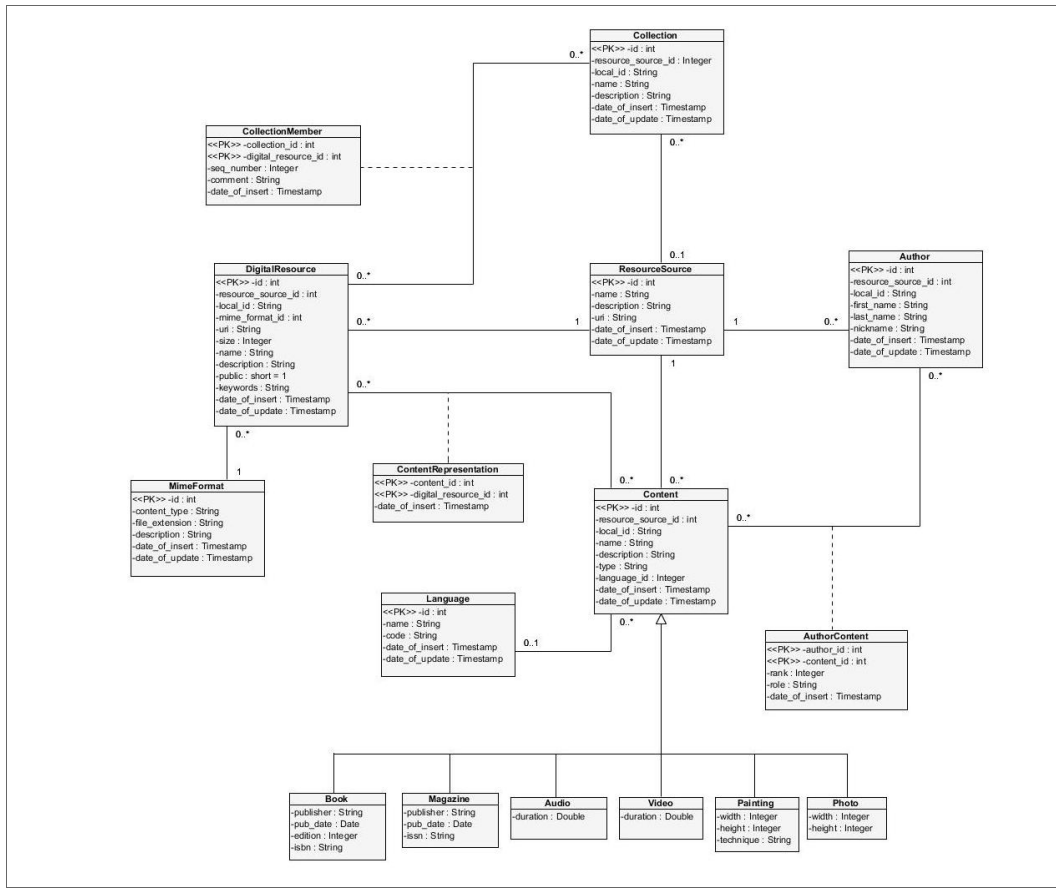 Collection
<<PK>> -id : int
-resource_source_id : Integer
-local_id : String
-name : String
-description : String
-date_of_insert : Timestamp
-date_of_update : Timestamp
0..*
0..*
CollectionMember
<<PK>> -collection_id : int
<<PK>> -digital_resource_id : int
-seq_number : Integer
-comment : String
-date_of_insert : Timestamp
0..1
DigitalResource
<<PK>> -id : int
-resource_source_id : int
-local_id : String
-mime_format_id : int
-uri : String
-size : Integer
-name : String
-description : String
-public : short = 1
-keywords : String
-date_of_insert : Timestamp
-date_of_update : Timestamp
0..*
0..*
1
0..*
0..*
ResourceSource
<<PK>> -id : int
-name : String
-description : String
-uri : String
-date_of_insert : Timestamp
-date_of_update : Timestamp
1
0..*
1
Author
<<PK>> -id : int
-resource_source_id : int
-local_id : String
-first_name : String
-last_name : String
-nickname : String
-date_of_insert : Timestamp
-date_of_update : Timestamp
0..*
1
MimeFormat
<<PK>> -id : int
-content_type : String
-file_extension : String
-description : String
-date_of_insert : Timestamp
-date_of_update : Timestamp
ContentRepresentation
<<PK>> -content_id : int
<<PK>> -digital_resource_id : int
-date_of_insert : Timestamp
0..*
0..*
Content
<<PK>> -id : int
-resource_source_id : int
-local_id : String
-name : String
-description : String
-type : String
-language_id : Integer
-date_of_insert : Timestamp
-date_of_update : Timestamp
0..*
0..*
Language
<<PK>> -id : int
-name : String
-code : String
-date_of_insert : Timestamp
-date_of_update : Timestamp
0..1
AuthorContent
<<PK>> -author_id : int
<<PK>> -content_id : int
-rank : Integer
-role : String
-date_of_insert : Timestamp
Book
-publisher : String
-pub_date : Date
-edition : Integer
-isbn : String
Magazine
-publisher : String
-pub_date : Date
-issn : String
Audio
-duration : Double
Video
-duration : Double
Painting
-width : Integer
-height : Integer
-technique : String
Photo
-width : Integer
-height : Integer